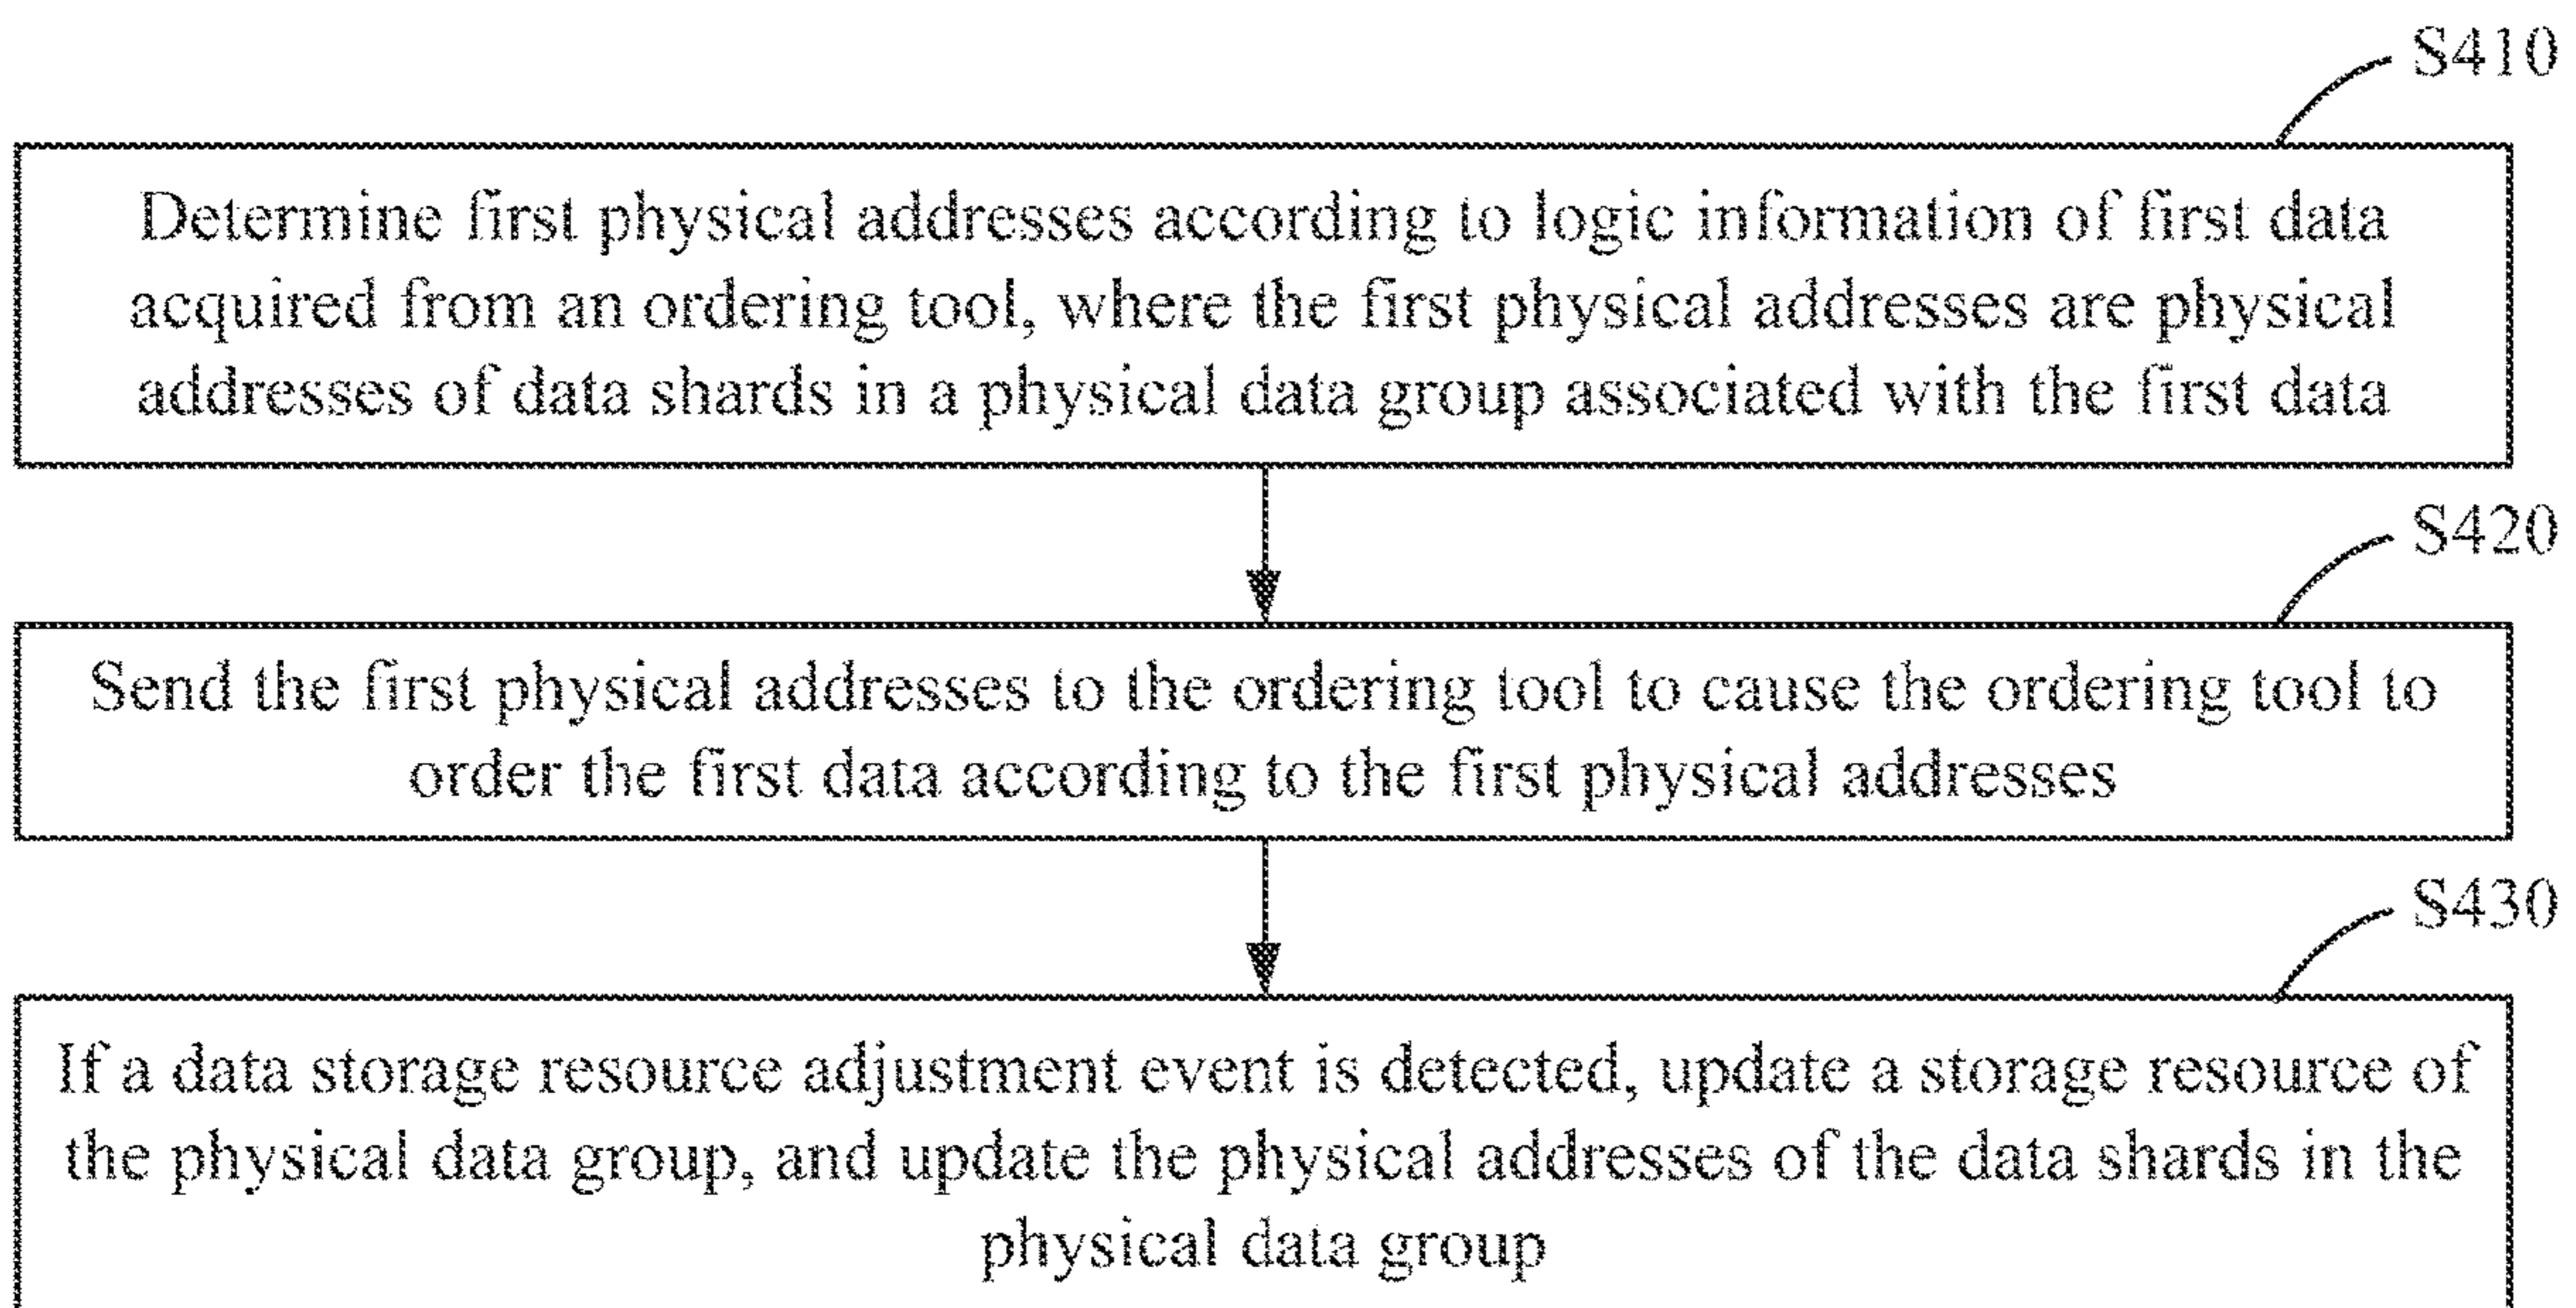 S410
Determine first physical addresses according to logic information of first data
acquired from an ordering tool, where the first physical addresses are physical
addresses of data shards in a physical data group associated with the first data
S420
Send the first physical addresses to the ordering tool to cause the ordering tool to
order the first data according to the first physical addresses
S430
If a data storage resource adjustment event is detected, update a storage resource of
the physical data group, and update the physical addresses of the data shards in the
physical data group